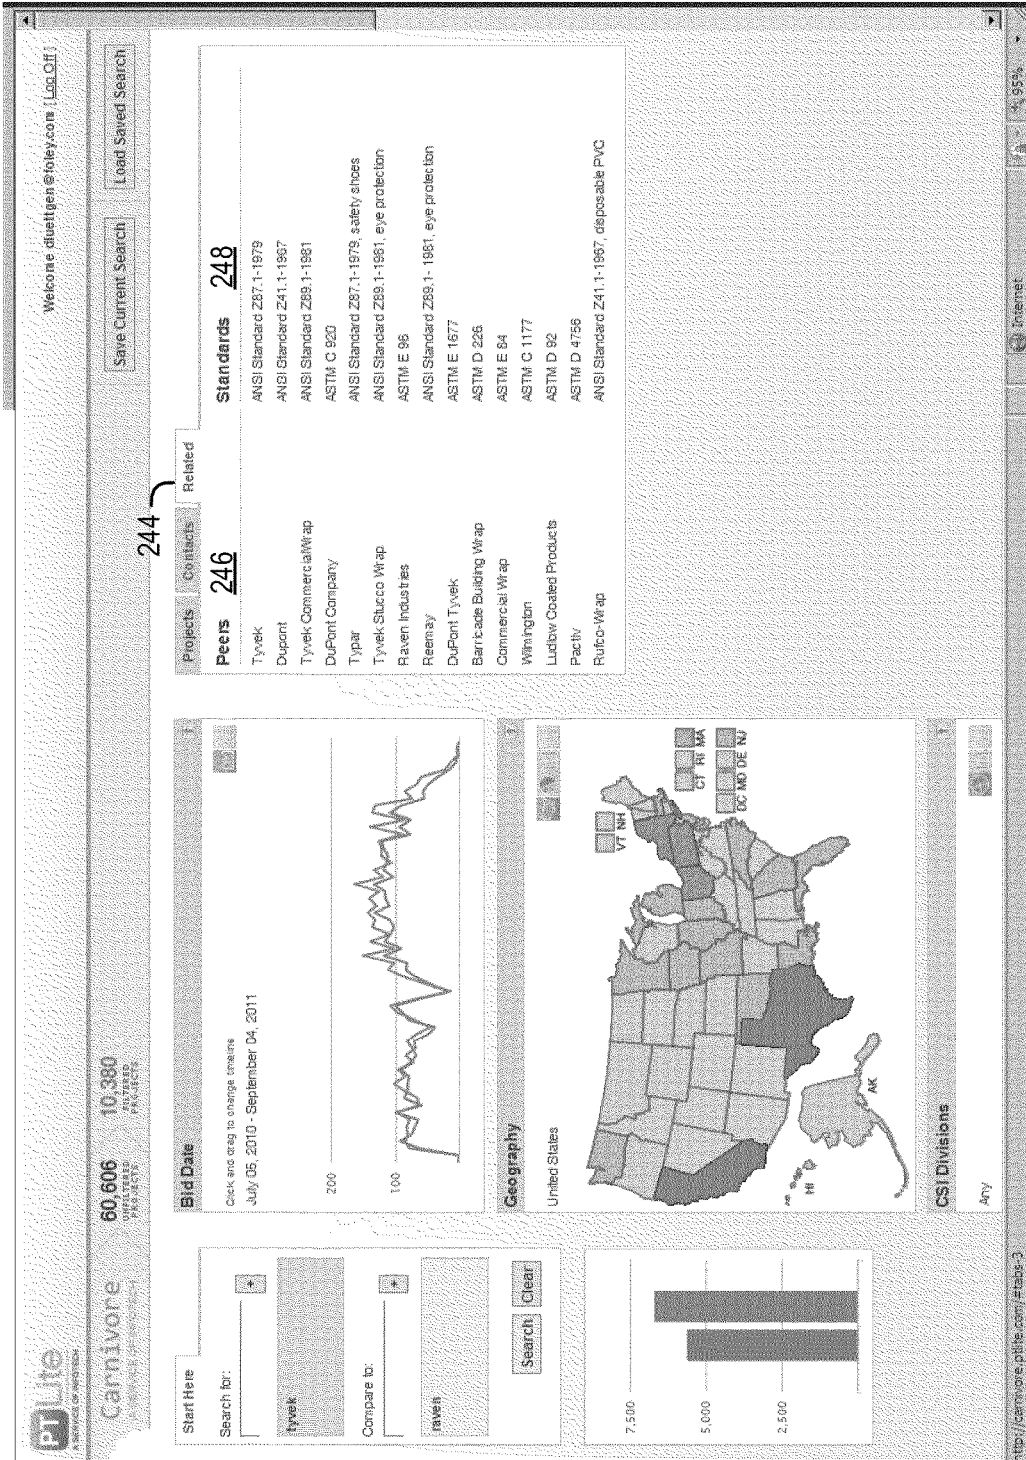 PT Lite
A SERVICE OF INFOTECH
Welcome dluettgen@foley.com [Log Off]
Carnivore
60,606
UNFILTERED
PROJECTS
10,380
FILTERED
PROJECTS
Save Current Search
Load Saved Search
Start Here
Search for:
+
tyvek
Compare to:
+
raven
Search
Clear
7,500
5,000
2,500
Bid Date
?
Click and drag to change timeline
July 06, 2010 - September 04, 2011
200
100
Geography
?
United States
VT NH
CT RI MA
DC MD DE NJ
HI
AK
CSI Divisions
?
Any
244
Projects
Contacts
Related
Peers 246
Tyvek
Dupont
Tyvek CommercialWrap
DuPont Company
Typar
Tyvek Stucco Wrap
Raven Industries
Reemay
DuPont Tyvek
Barricade Building Wrap
Commercial Wrap
Wilmington
Ludlow Coated Products
Pactiv
Rufco-Wrap
Standards 248
ANSI Standard Z87.1-1979
ANSI Standard Z41.1-1967
ANSI Standard Z89.1-1981
ASTM C 920
ANSI Standard Z87.1-1979, safety shoes
ANSI Standard Z89.1-1981, eye protection
ASTM E 96
ANSI Standard Z89.1- 1981, eye protection
ASTM E 1677
ASTM D 226
ASTM E 84
ASTM C 1177
ASTM D 92
ASTM D 4756
ANSI Standard Z41.1-1967, disposable PVC
http://carnivore.ptlite.com/#tabs-3
Internet
95%